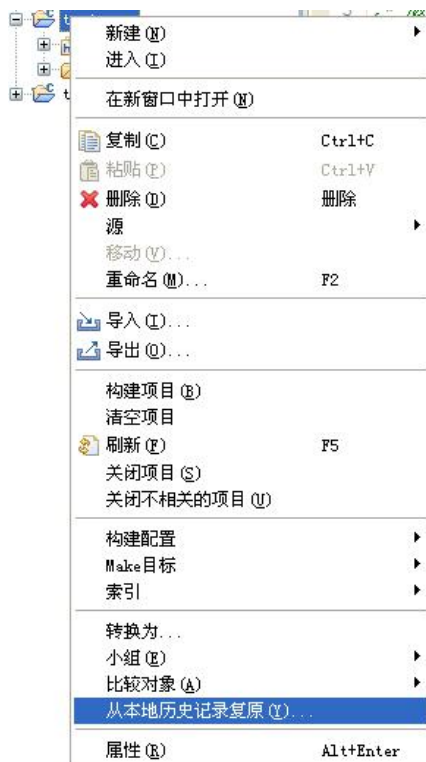 新建(N)
进入(I)
在新窗口中打开(N)
复制(C) Ctrl+C
粘贴(P) Ctrl+V
删除(D) 删除
源
移动(V)...
重命名(M)... F2
导入(I)...
导出(O)...
构建项目(B)
清空项目
刷新(F) F5
关闭项目(S)
关闭不相关的项目(U)
构建配置
Make目标
索引
转换为...
小组(E)
比较对象(A)
从本地历史记录复原(Y)...
属性(R) Alt+Enter